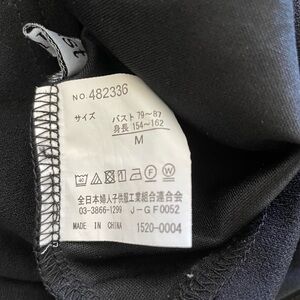 NO.482336
サイズ バスト 79~87
身長 154~162
M
全日本婦人子供服工業組合連合会
03-3866-1299 J-GF0052
MADE IN CHINA 1520-0004